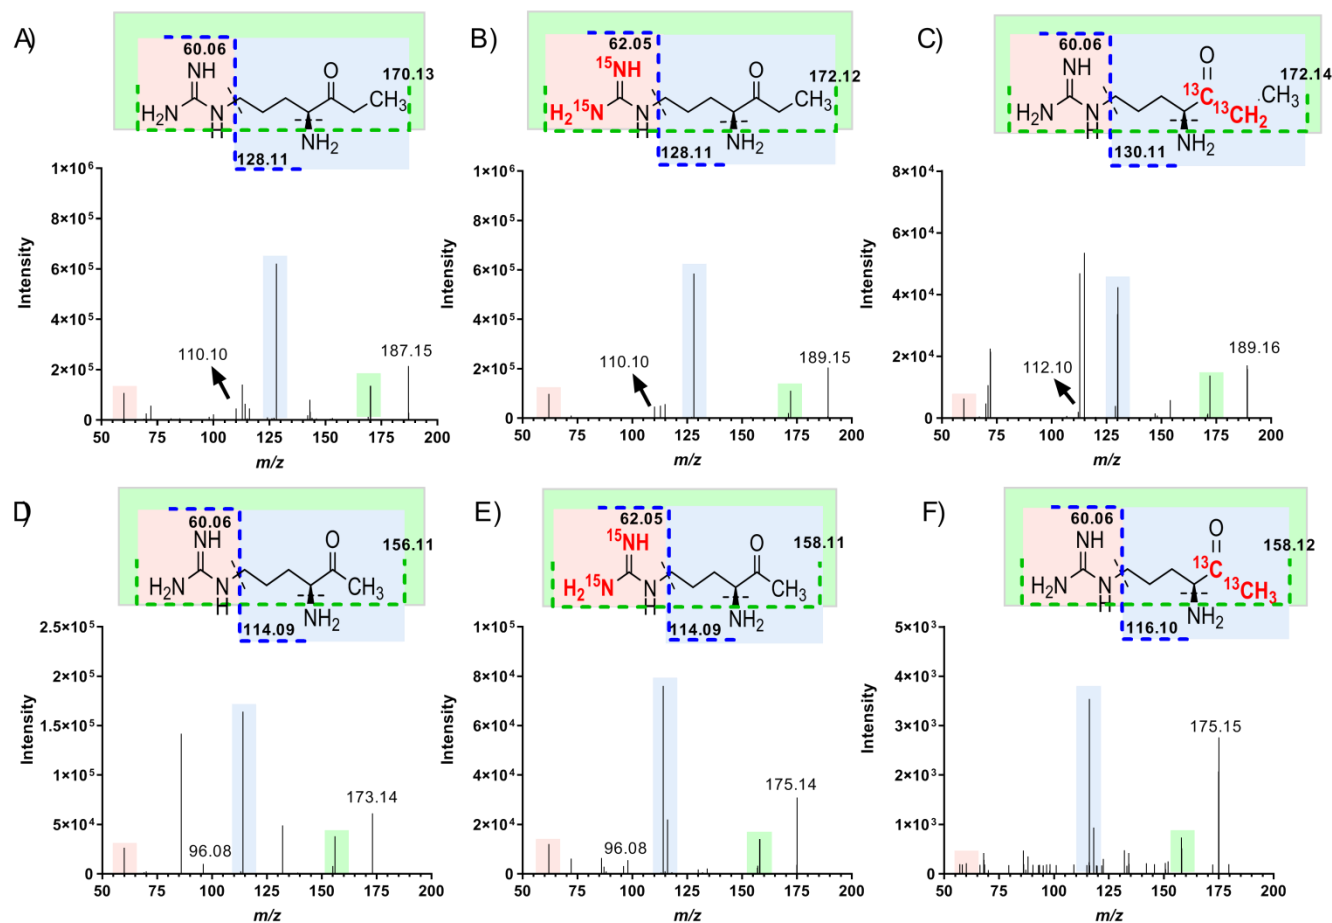 A)
60.06
NH
O
170.13
H2N
N
H
CH3
NH2
128.11
1×10^6
8×10^5
6×10^5
4×10^5
2×10^5
0
Intensity
110.10
187.15
50 75 100 125 150 175 200
m/z
B)
62.05
15NH
O
172.12
H2 15N
N
H
CH3
NH2
128.11
1×10^6
8×10^5
6×10^5
4×10^5
2×10^5
0
Intensity
110.10
189.15
50 75 100 125 150 175 200
m/z
C)
60.06
NH
O
172.14
13C
13CH2
CH3
H2N
N
H
NH2
130.11
8×10^4
6×10^4
4×10^4
2×10^4
0
Intensity
112.10
189.16
50 75 100 125 150 175 200
m/z
D)
60.06
NH
O
156.11
H2N
N
H
CH3
NH2
114.09
2.5×10^5
2×10^5
1.5×10^5
1×10^5
5×10^4
0
Intensity
96.08
173.14
50 75 100 125 150 175 200
m/z
E)
62.05
15NH
O
158.11
H2 15N
N
H
CH3
NH2
114.09
1×10^5
8×10^4
6×10^4
4×10^4
2×10^4
0
Intensity
96.08
175.14
50 75 100 125 150 175 200
m/z
F)
60.06
NH
O
158.12
13C
13CH3
H2N
N
H
NH2
116.10
5×10^3
4×10^3
3×10^3
2×10^3
1×10^3
0
Intensity
175.15
50 75 100 125 150 175 200
m/z